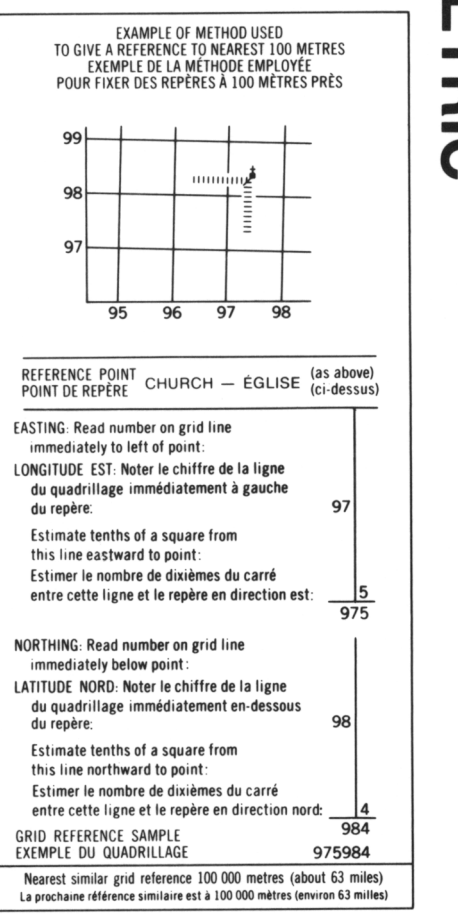 EXAMPLE OF METHOD USED
TO GIVE A REFERENCE TO NEAREST 100 METRES
EXEMPLE DE LA MÉTHODE EMPLOYÉE
POUR FIXER DES REPÈRES À 100 MÈTRES PRÈS
99
98
97
95 96 97 98
REFERENCE POINT CHURCH — ÉGLISE (as above)
POINT DE REPÈRE (ci-dessus)
EASTING: Read number on grid line
immediately to left of point:
LONGITUDE EST: Noter le chiffre de la ligne
du quadrillage immédiatement à gauche
du repère: 97
Estimate tenths of a square from
this line eastward to point:
Estimer le nombre de dixièmes du carré
entre cette ligne et le repère en direction est: 5
975
NORTHING: Read number on grid line
immediately below point:
LATITUDE NORD: Noter le chiffre de la ligne
du quadrillage immédiatement en-dessous
du repère: 98
Estimate tenths of a square from
this line northward to point:
Estimer le nombre de dixièmes du carré
entre cette ligne et le repère en direction nord: 4
984
GRID REFERENCE SAMPLE
EXEMPLE DU QUADRILLAGE 975984
Nearest similar grid reference 100 000 metres (about 63 miles)
La prochaine référence similaire est à 100 000 mètres (environ 63 milles)